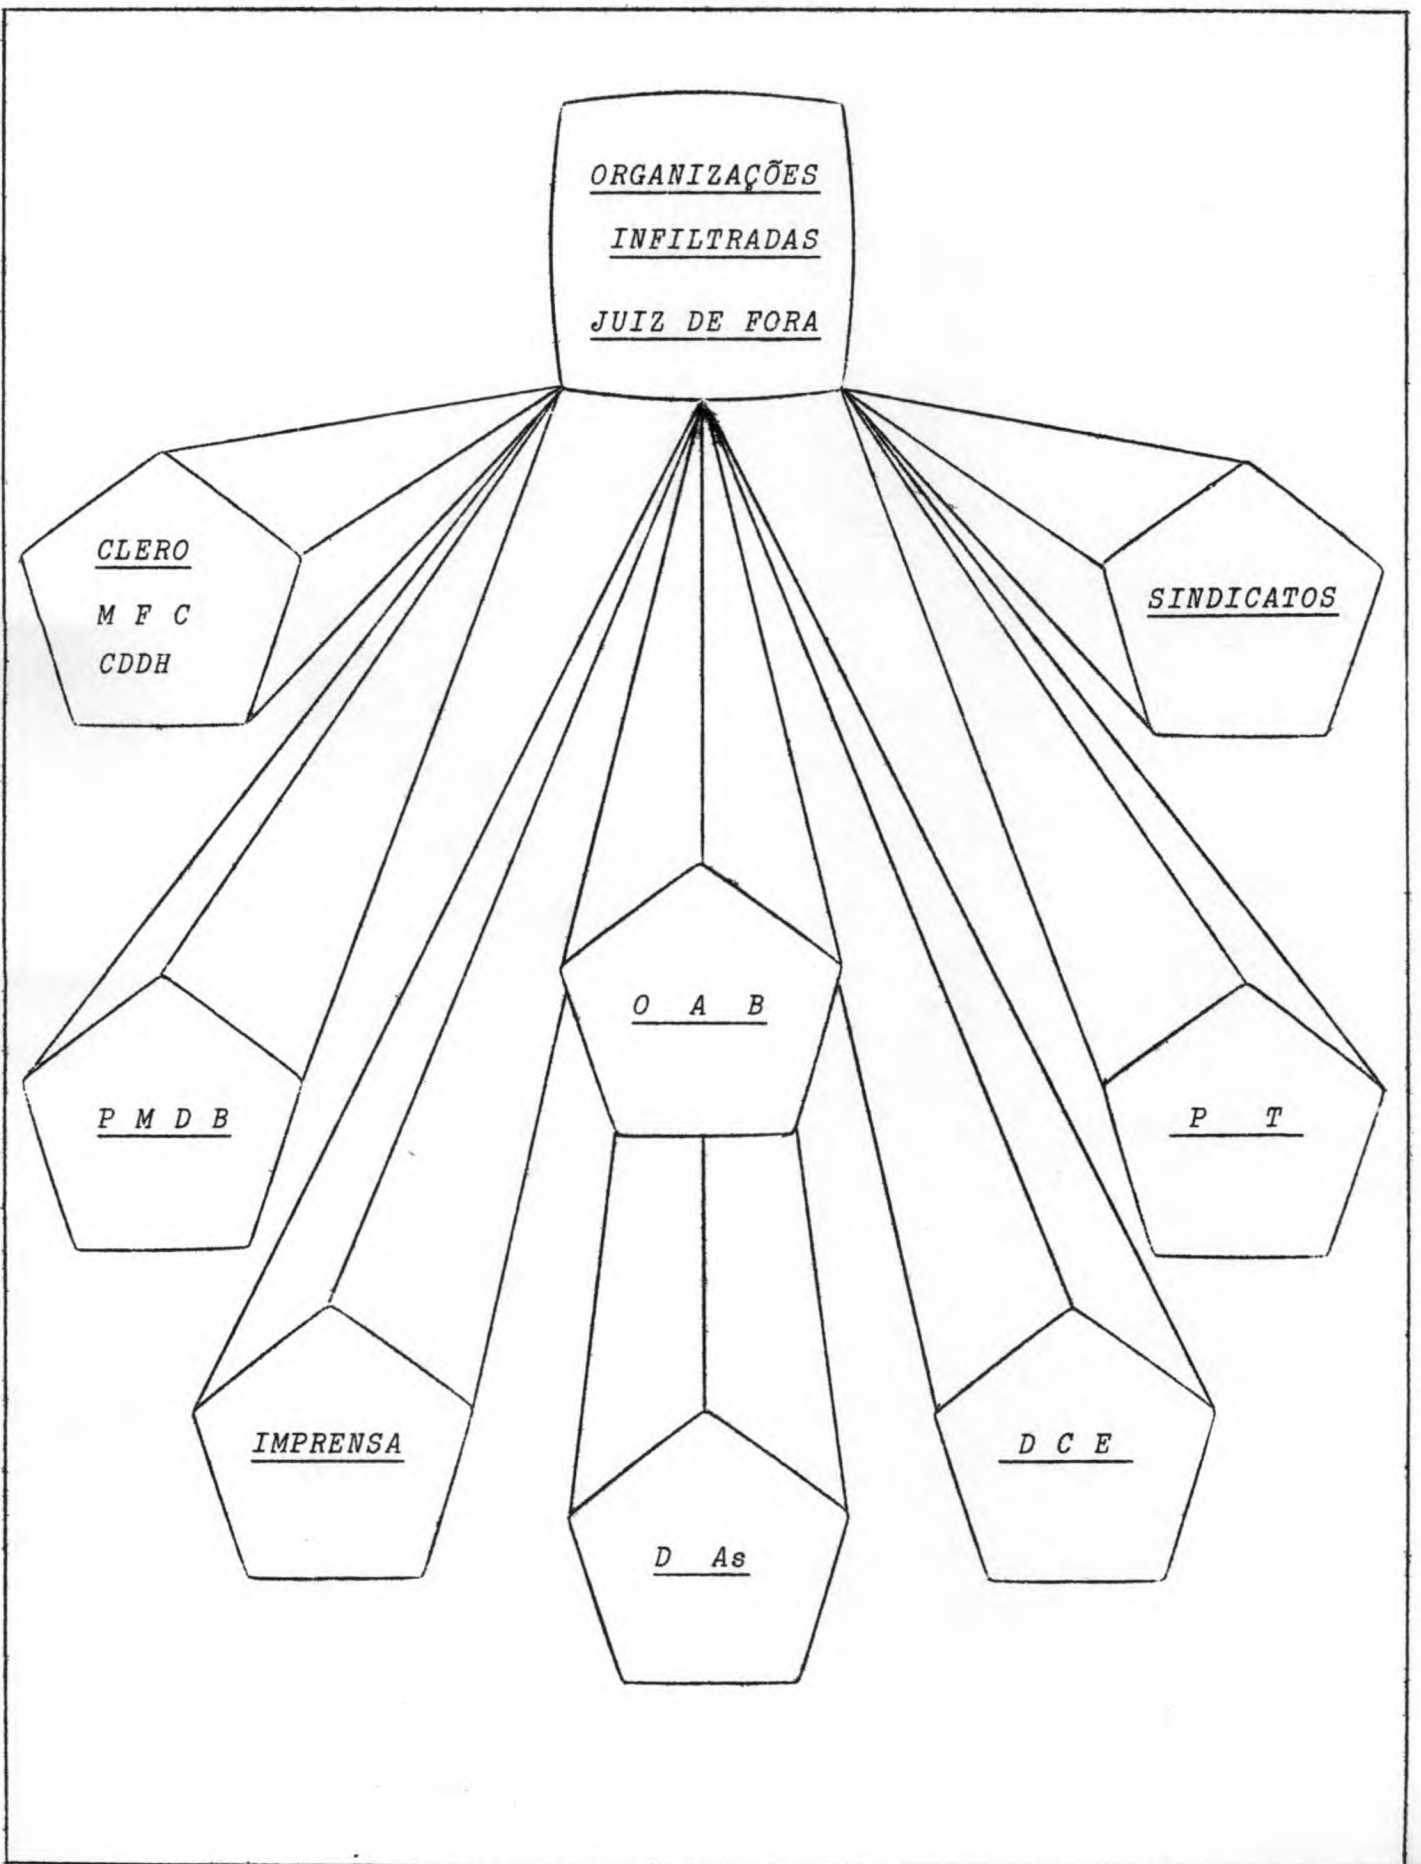 ORGANIZAÇÕES
INFILTRADAS
JUIZ DE FORA
CLERO
M F C
CDDH
SINDICATOS
O A B
P M D B
P T
IMPRENSA
D C E
D As